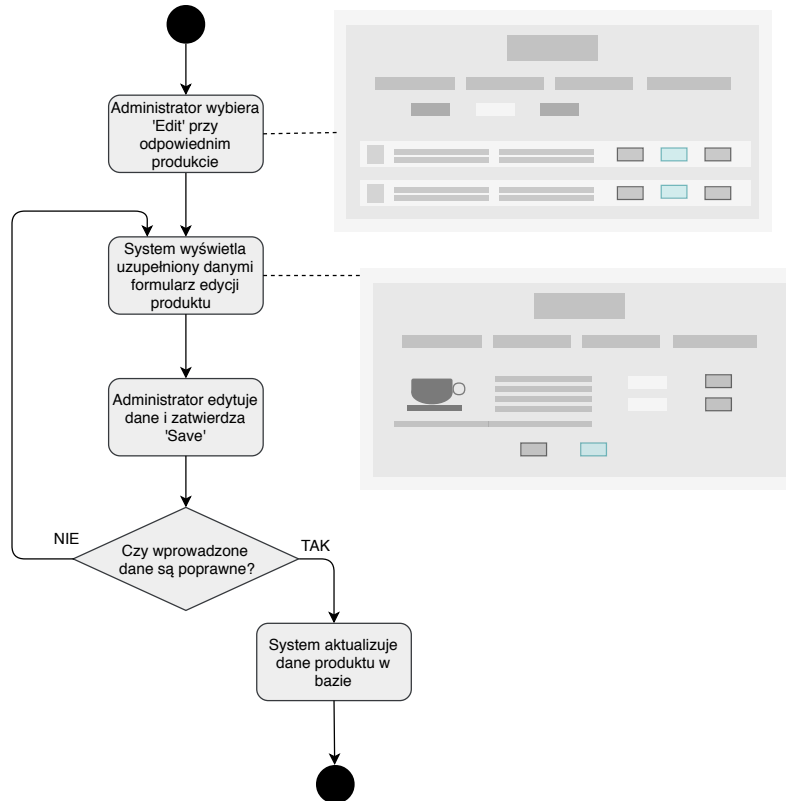 Administrator wybiera
'Edit' przy
odpowiednim
produkcie
System wyświetla
uzupełniony danymi
formularz edycji
produktu
Administrator edytuje
dane i zatwierdza
'Save'
NIE
Czy wprowadzone
dane są poprawne?
TAK
System aktualizuje
dane produktu w
bazie